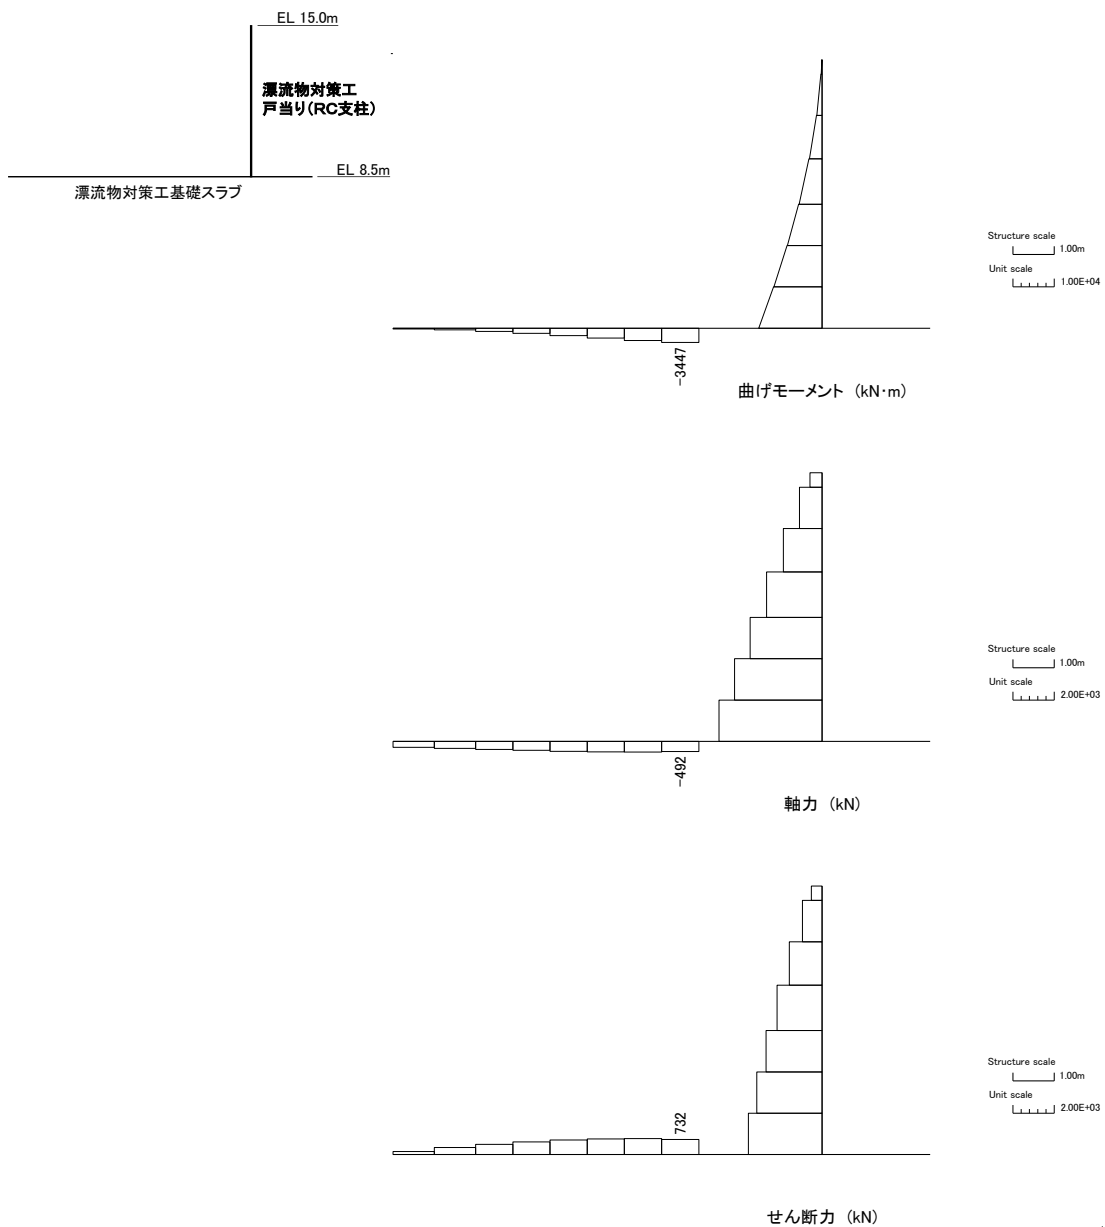 EL 15.0m
漂流物対策工
戸当り(RC支柱)
EL 8.5m
漂流物対策工基礎スラブ
Structure scale
1.00m
Unit scale
1.00E+04
-3447
曲げモーメント (kN·m)
Structure scale
1.00m
Unit scale
2.00E+03
-492
軸力 (kN)
Structure scale
1.00m
Unit scale
2.00E+03
732
せん断力 (kN)